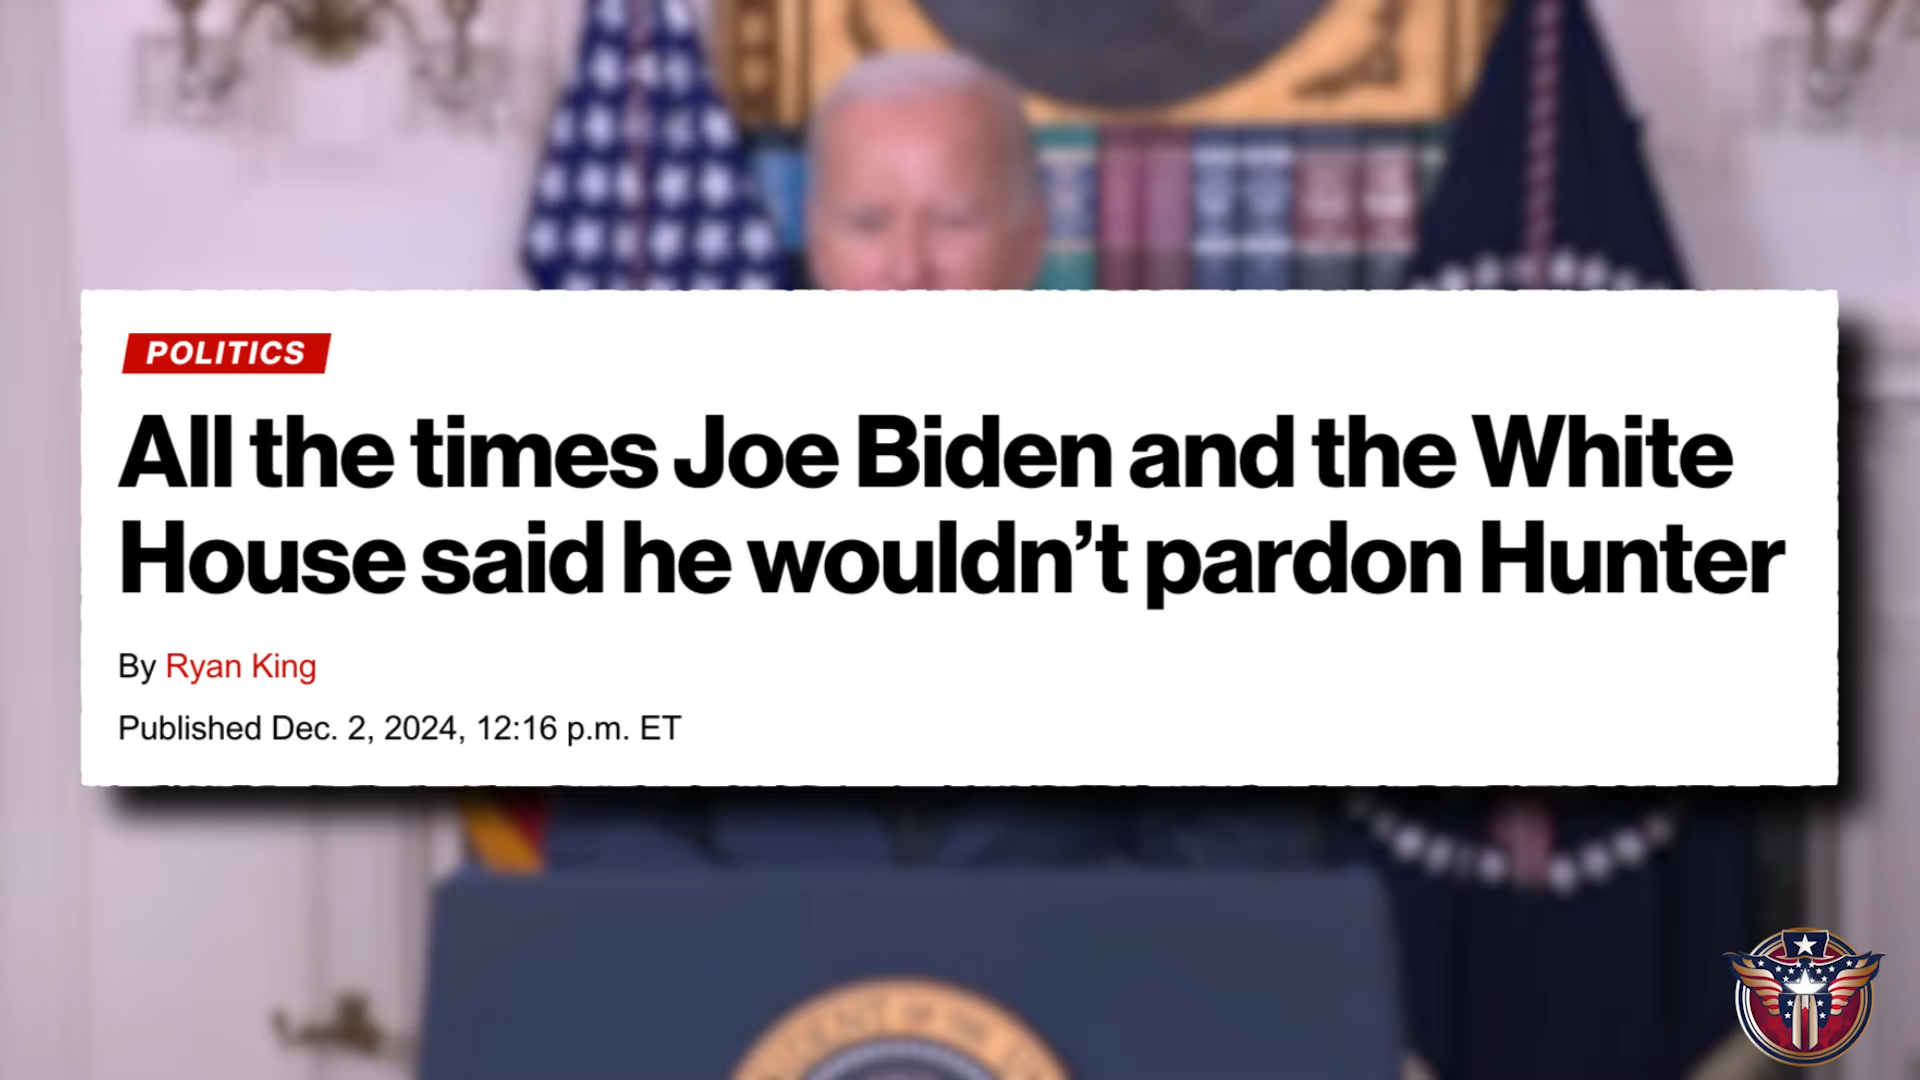 POLITICS
All the times Joe Biden and the White
House said he wouldn’t pardon Hunter
By Ryan King
Published Dec. 2, 2024, 12:16 p.m. ET